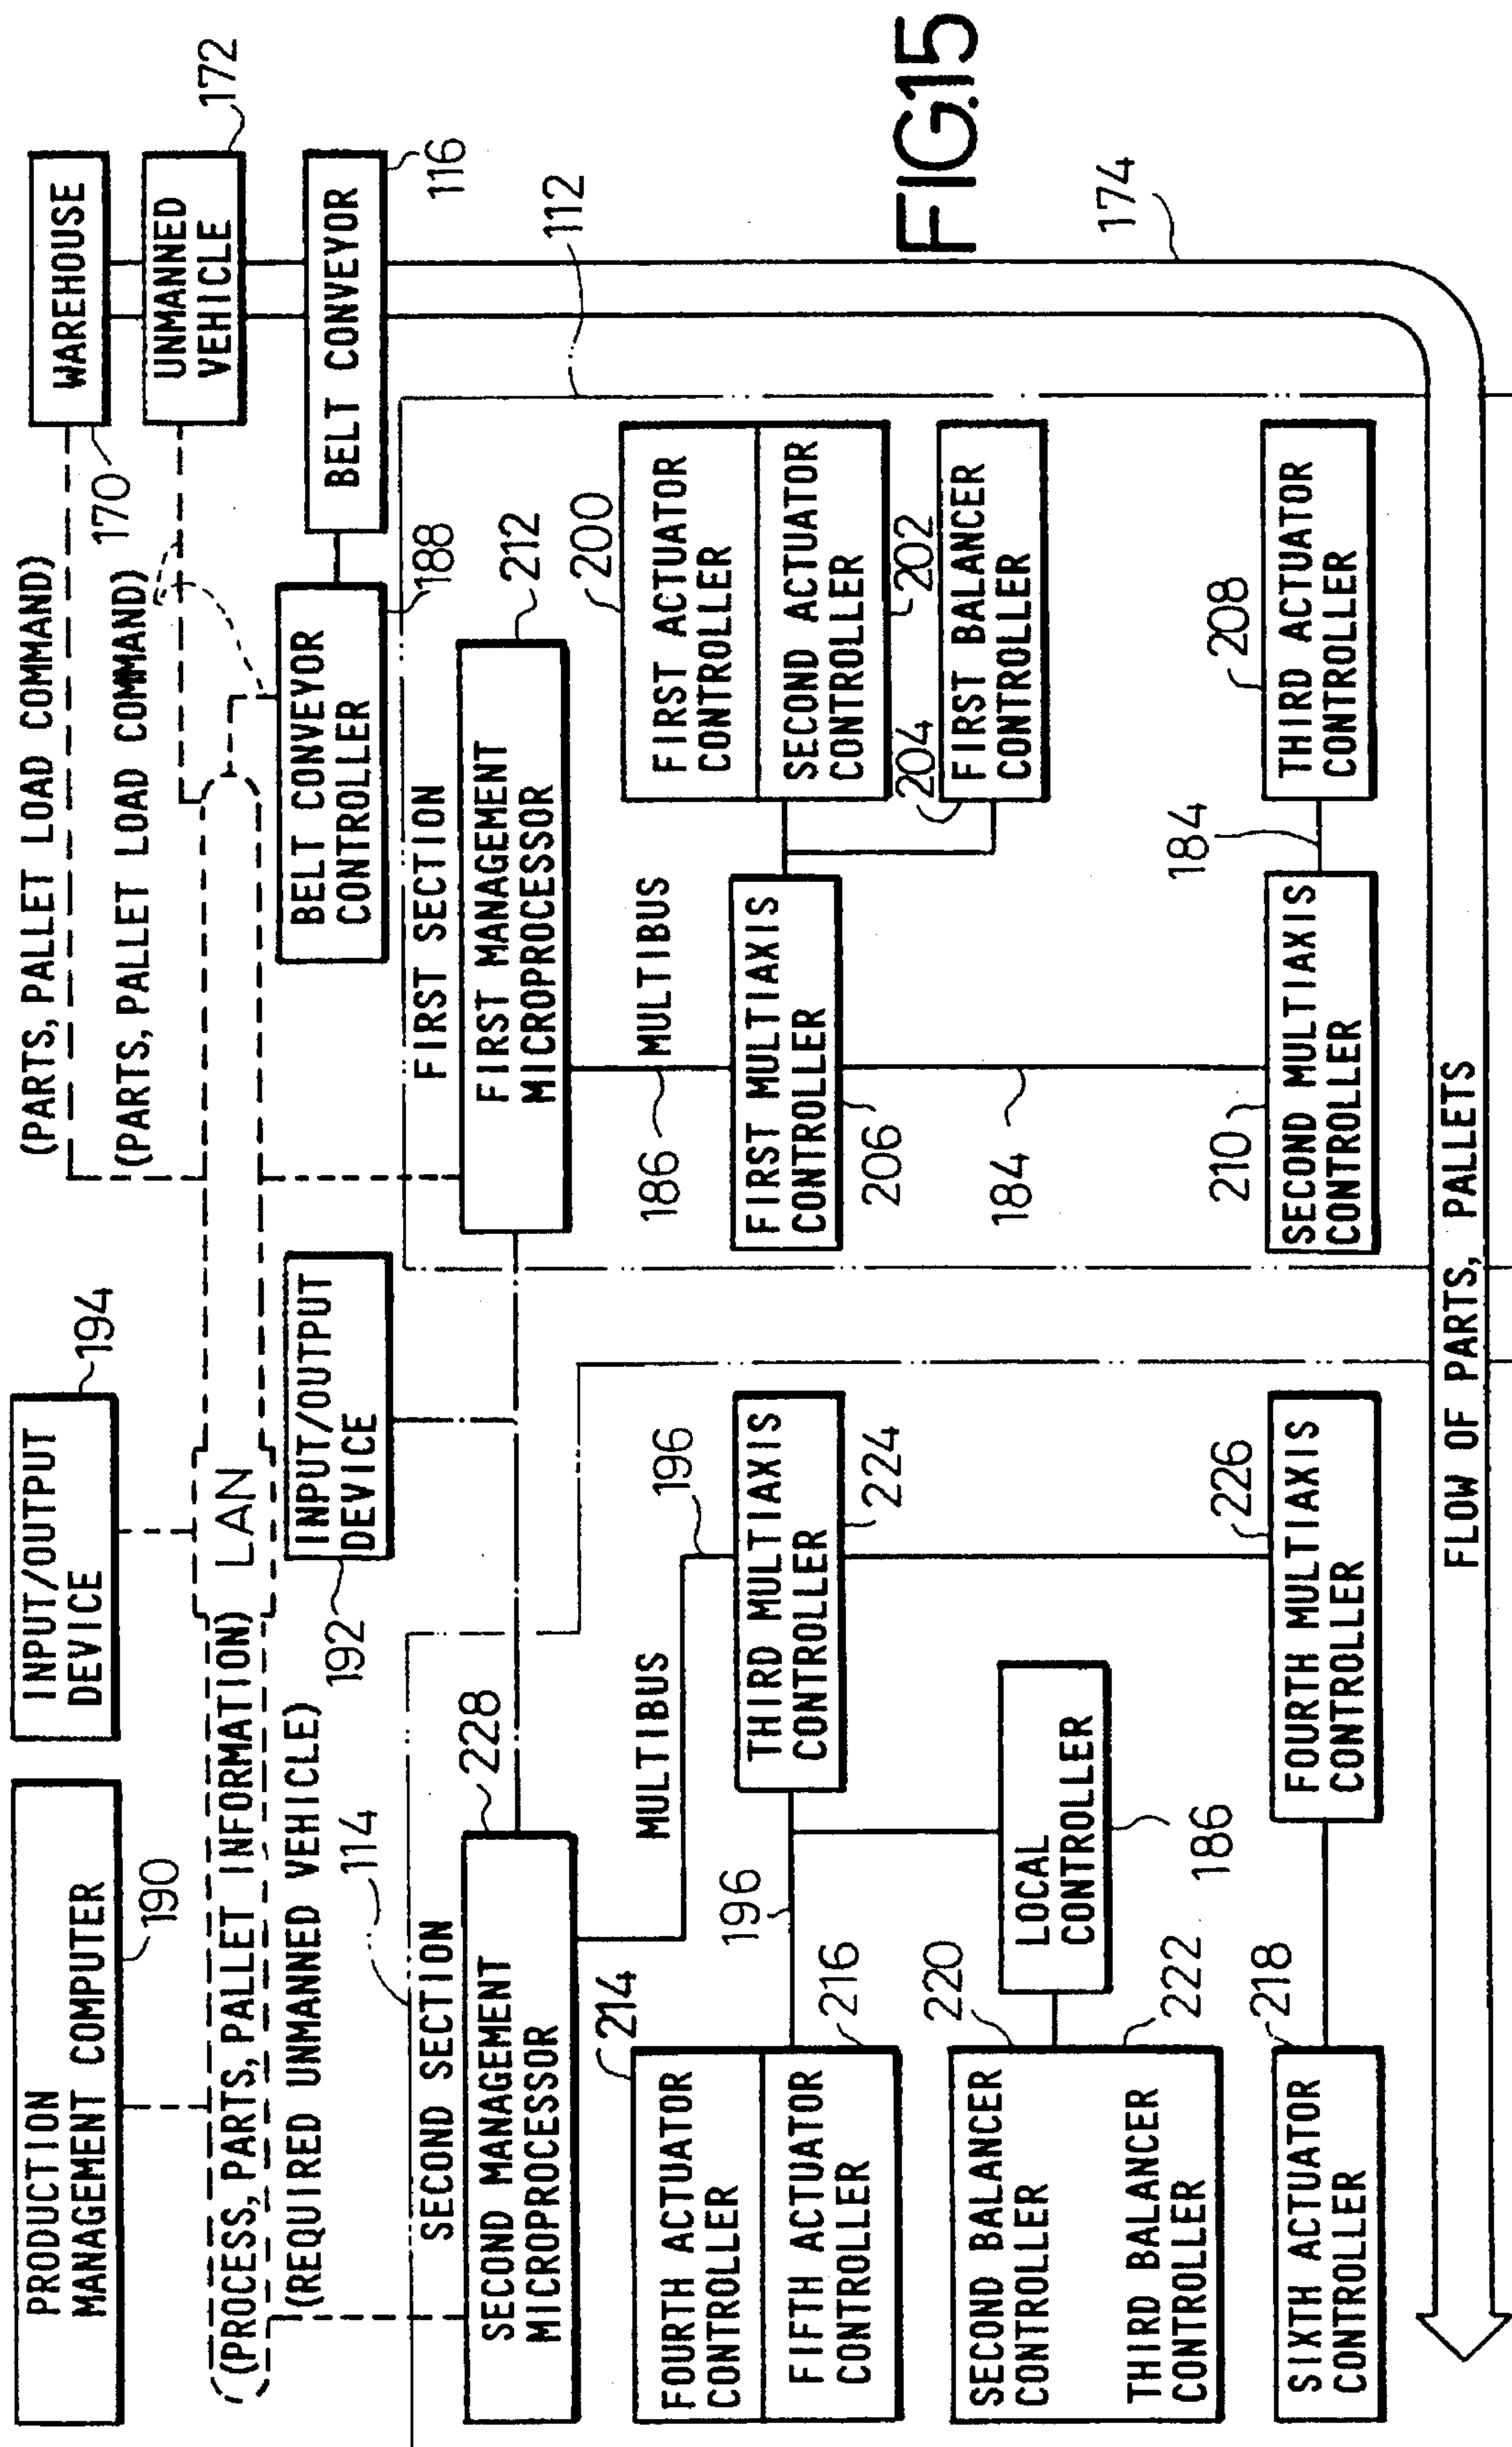 PRODUCTION
MANAGEMENT COMPUTER
190
INPUT/OUTPUT
DEVICE
194
(PARTS, PALLET LOAD COMMAND)
WAREHOUSE
170
(PARTS, PALLET LOAD COMMAND)
UNMANNED
VEHICLE
172
(PROCESS, PARTS, PALLET INFORMATION)
LAN
(REQUIRED UNMANNED VEHICLE)
INPUT/OUTPUT
DEVICE
192
BELT CONVEYOR
CONTROLLER
188
BELT CONVEYOR
116
114
SECOND SECTION
SECOND MANAGEMENT
MICROPROCESSOR
228
FIRST SECTION
FIRST MANAGEMENT
MICROPROCESSOR
212
112
MULTIBUS
196
186
MULTIBUS
FOURTH ACTUATOR
CONTROLLER
214
FIFTH ACTUATOR
CONTROLLER
216
196
THIRD MULTIAXIS
CONTROLLER
224
FIRST MULTIAXIS
CONTROLLER
206
FIRST ACTUATOR
CONTROLLER
200
SECOND ACTUATOR
CONTROLLER
202
204
FIRST BALANCER
CONTROLLER
SECOND BALANCER
CONTROLLER
220
THIRD BALANCER
CONTROLLER
222
LOCAL
CONTROLLER
186
184
FIG.15
SIXTH ACTUATOR
CONTROLLER
218
FOURTH MULTIAXIS
CONTROLLER
226
SECOND MULTIAXIS
CONTROLLER
210
184
THIRD ACTUATOR
CONTROLLER
208
174
FLOW OF PARTS, PALLETS